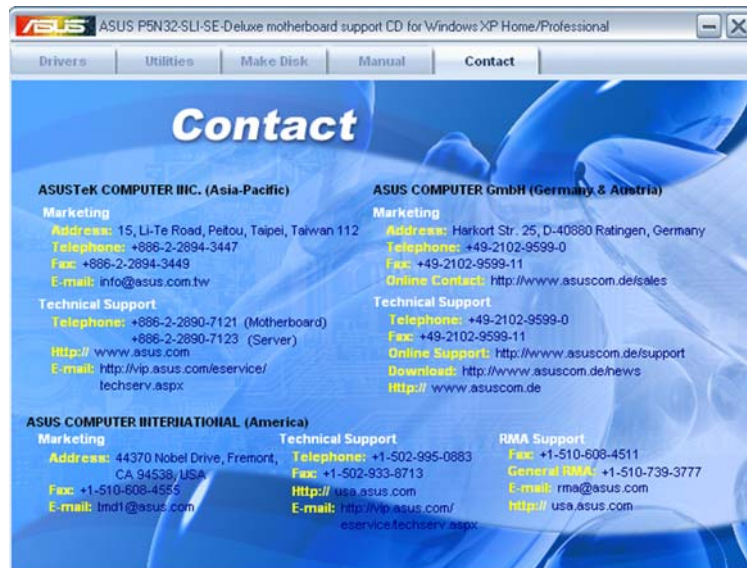 ASUS ASUS P5N32-SLI-SE-Deluxe motherboard support CD for Windows XP Home/Professional
Drivers Utilities Make Disk Manual Contact
Contact
ASUSTeK COMPUTER INC. (Asia-Pacific)
Marketing
Address: 15, Li-Te Road, Peitou, Taipei, Taiwan 112
Telephone: +886-2-2894-3447
Fax: +886-2-2894-3449
E-mail: info@asus.com.tw
Technical Support
Telephone: +886-2-2890-7121 (Motherboard)
+886-2-2890-7123 (Server)
Http:// www.asus.com
E-mail: http://vip.asus.com/eservice/
techserv.aspx
ASUS COMPUTER GmbH (Germany & Austria)
Marketing
Address: Harkort Str. 25, D-40880 Ratingen, Germany
Telephone: +49-2102-9599-0
Fax: +49-2102-9599-11
Online Contact: http://www.asuscom.de/sales
Technical Support
Telephone: +49-2102-9599-0
Fax: +49-2102-9599-11
Online Support: http://www.asuscom.de/support
Download: http://www.asuscom.de/news
Http:// www.asuscom.de
ASUS COMPUTER INTERNATIONAL (America)
Marketing
Address: 44370 Nobel Drive, Fremont,
CA 94538, USA
Fax: +1-510-608-4555
E-mail: tmd1@asus.com
Technical Support
Telephone: +1-502-995-0883
Fax: +1-502-933-8713
Http:// usa.asus.com
E-mail: http://vip.asus.com/
eservice/techserv.aspx
RMA Support
Fax: +1-510-608-4511
General RMA: +1-510-739-3777
E-mail: rma@asus.com
http:// usa.asus.com